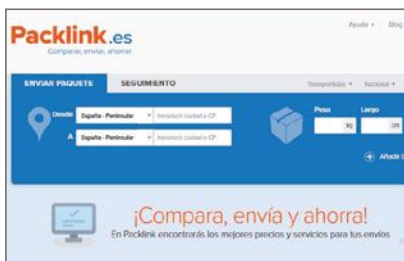 Ayuda Blog
Packlink.es
Comparar, enviar, ahorrar
ENVIAR PAQUETE SEGUIMIENTO Transportistas Nacional
Desde España - Peninsular Introducir ciudad o CP Peso Largo
kg cm
A España - Peninsular Introducir ciudad o CP
Añadir
¡Compara, envía y ahorra!
En Packlink encontrarás los mejores precios y servicios para tus envíos